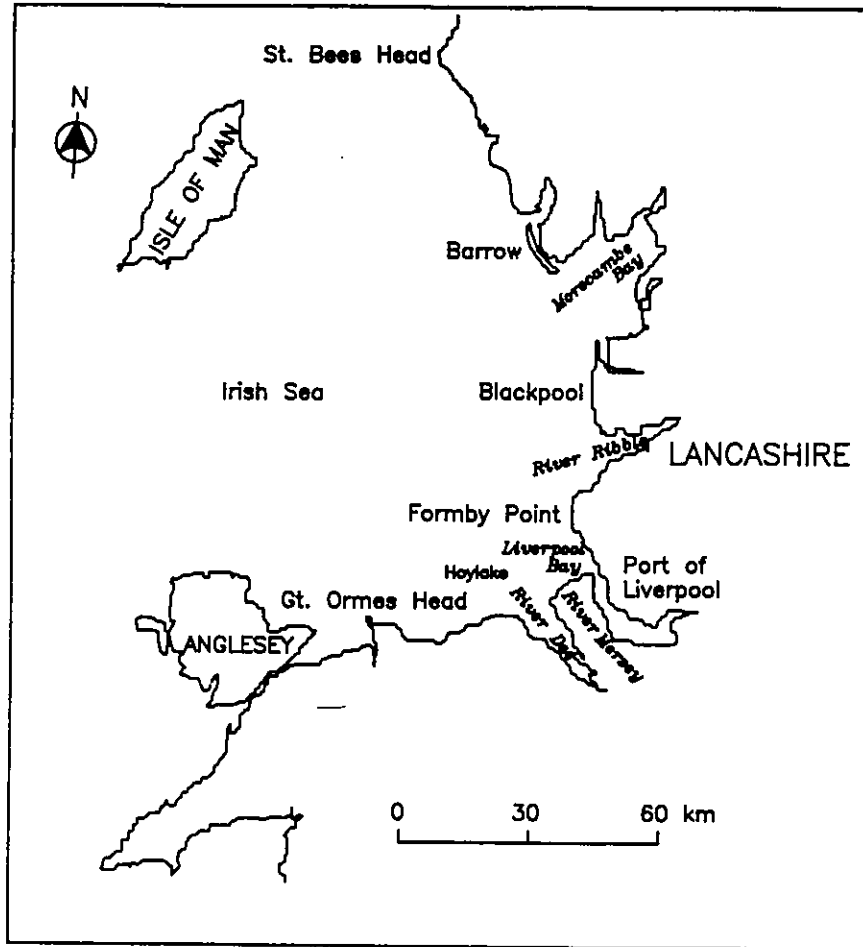 St. Bees Head
N
ISLE OF MAN
Barrow
Morecambe
Bay
Irish Sea
Blackpool
River Ribble
LANCASHIRE
Formby Point
Liverpool
Bay
Hoylake
Port of
Liverpool
Gt. Ormes Head
River Dee
River Mersey
ANGLESEY
0 30 60 km